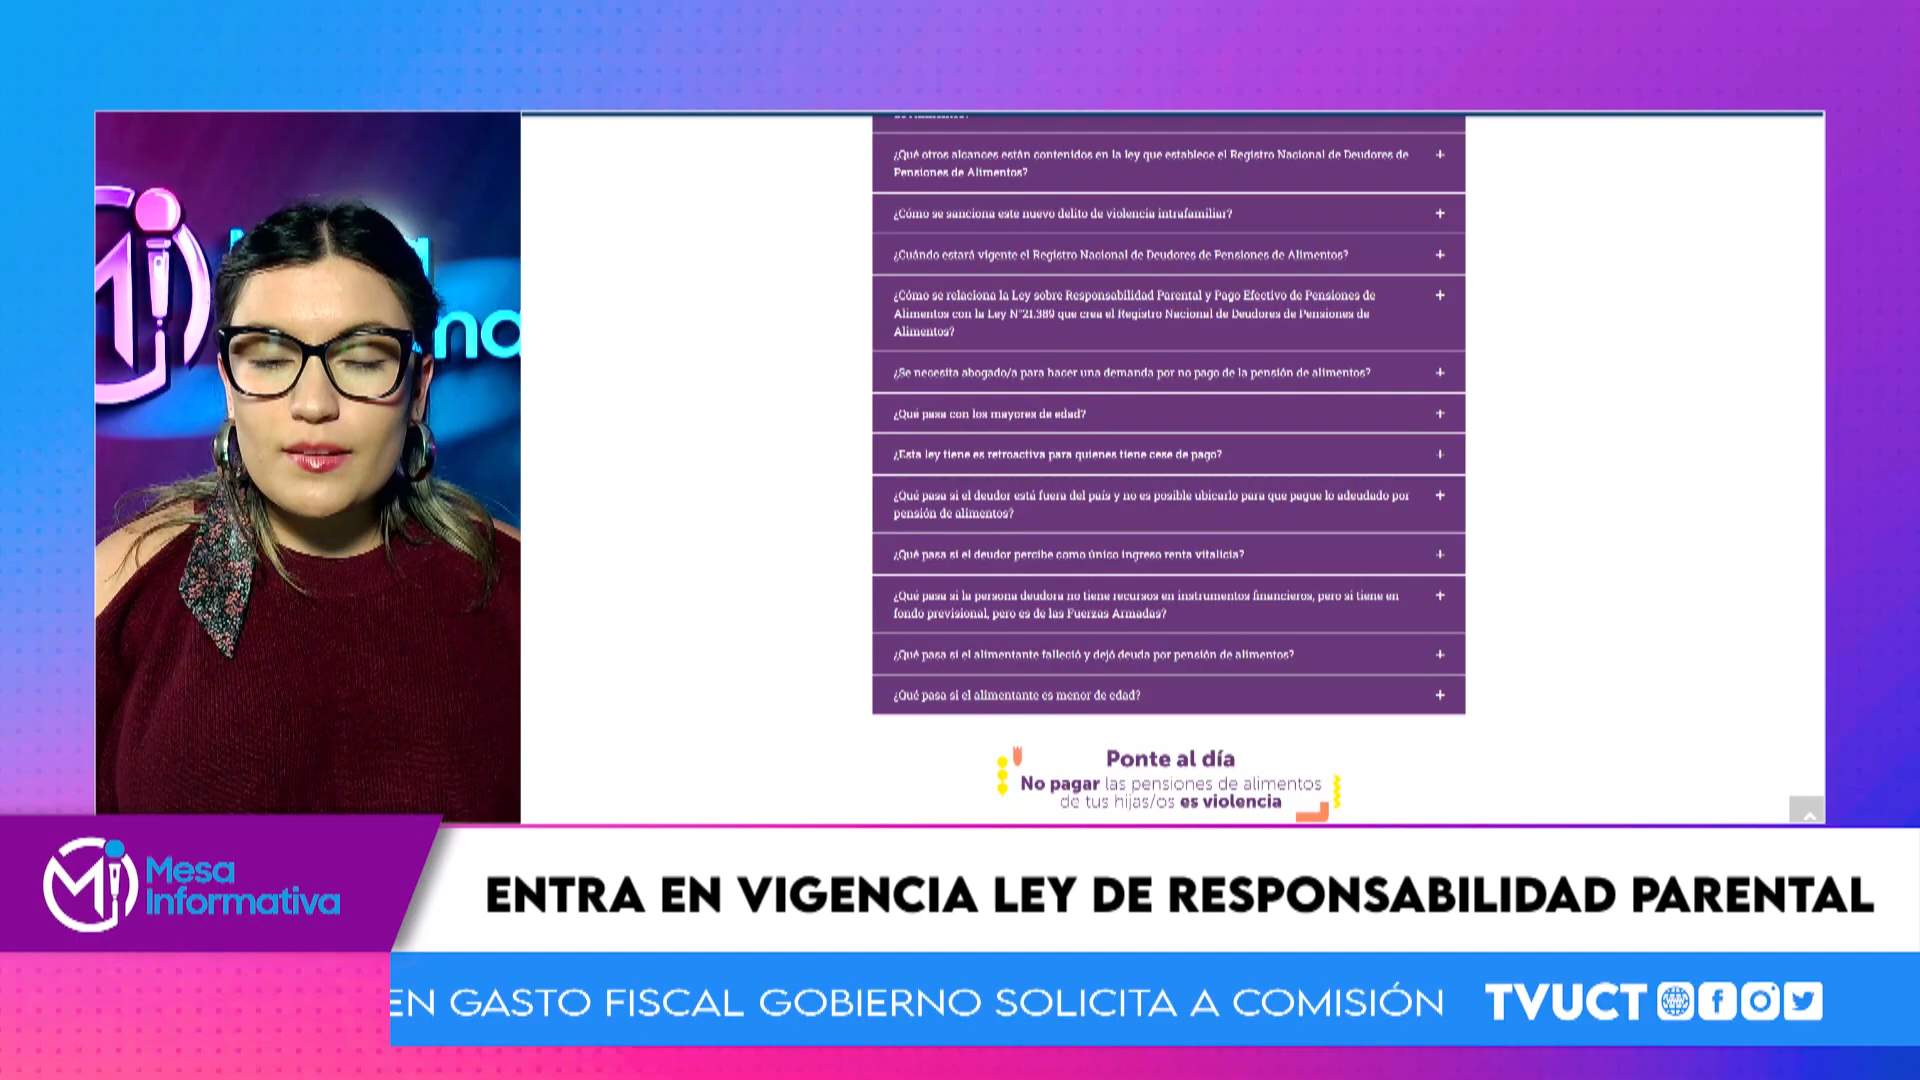 ¿Qué otros alcances están contenidos en la ley que establece el Registro Nacional de Deudores de
Pensiones de Alimentos?
¿Cómo se sanciona este nuevo delito de violencia intrafamiliar?
¿Cuándo estará vigente el Registro Nacional de Deudores de Pensiones de Alimentos?
¿Cómo se relaciona la Ley sobre Responsabilidad Parental y Pago Efectivo de Pensiones de
Alimentos con la Ley N°21.389 que crea el Registro Nacional de Deudores de Pensiones de
Alimentos?
¿Se necesita abogado/a para hacer una demanda por no pago de la pensión de alimentos?
¿Qué pasa con los mayores de edad?
¿Esta ley tiene es retroactiva para quienes tiene cese de pago?
¿Qué pasa si el deudor está fuera del país y no es posible ubicarlo para que pague lo adeudado por
pensión de alimentos?
¿Qué pasa si el deudor percibe como único ingreso renta vitalicia?
¿Qué pasa si la persona deudora no tiene recursos en instrumentos financieros, pero si tiene en
fondo previsional, pero es de las Fuerzas Armadas?
¿Qué pasa si el alimentante falleció y dejó deuda por pensión de alimentos?
¿Qué pasa si el alimentante es menor de edad?
Ponte al día
No pagar las pensiones de alimentos
de tus hijas/os es violencia
Mesa
Informativa
ENTRA EN VIGENCIA LEY DE RESPONSABILIDAD PARENTAL
EN GASTO FISCAL GOBIERNO SOLICITA A COMISIÓN
TVUCT